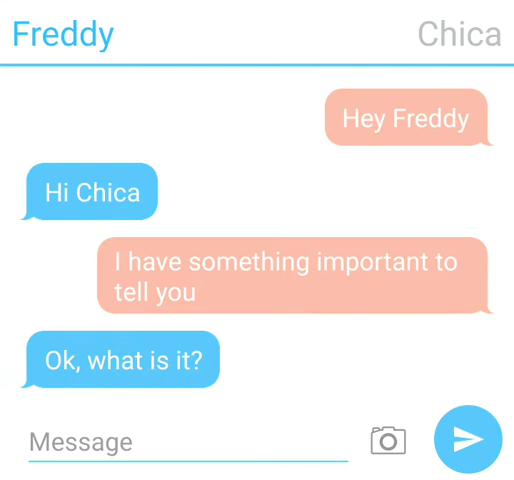 Freddy
Chica
Hey Freddy
Hi Chica
I have something important to
tell you
Ok, what is it?
Message